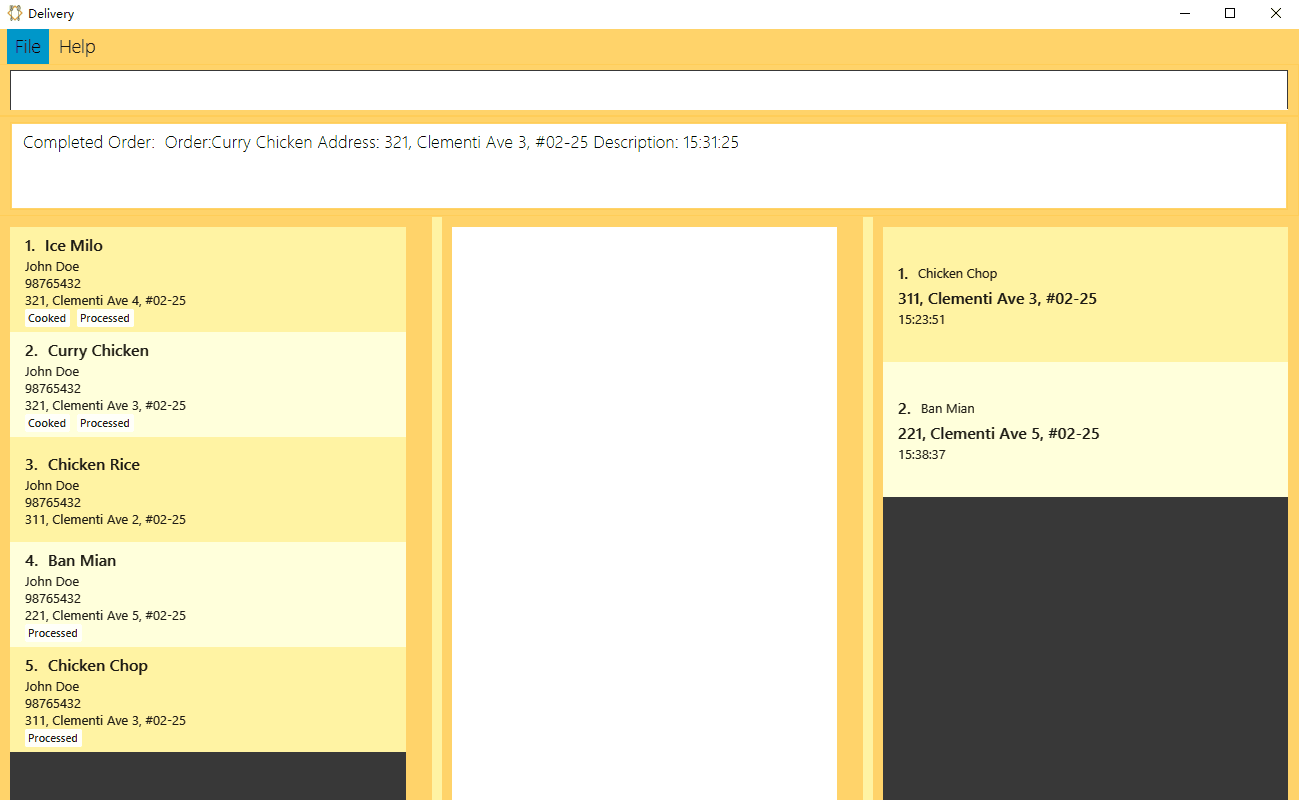 Delivery
File Help
Completed Order:  Order:Curry Chicken Address: 321, Clementi Ave 3, #02-25 Description: 15:31:25
1. Ice Milo
John Doe
98765432
321, Clementi Ave 4, #02-25
Cooked Processed
2. Curry Chicken
John Doe
98765432
321, Clementi Ave 3, #02-25
Cooked Processed
3. Chicken Rice
John Doe
98765432
311, Clementi Ave 2, #02-25
4. Ban Mian
John Doe
98765432
221, Clementi Ave 5, #02-25
Processed
5. Chicken Chop
John Doe
98765432
311, Clementi Ave 3, #02-25
Processed
1. Chicken Chop
311, Clementi Ave 3, #02-25
15:23:51
2. Ban Mian
221, Clementi Ave 5, #02-25
15:38:37